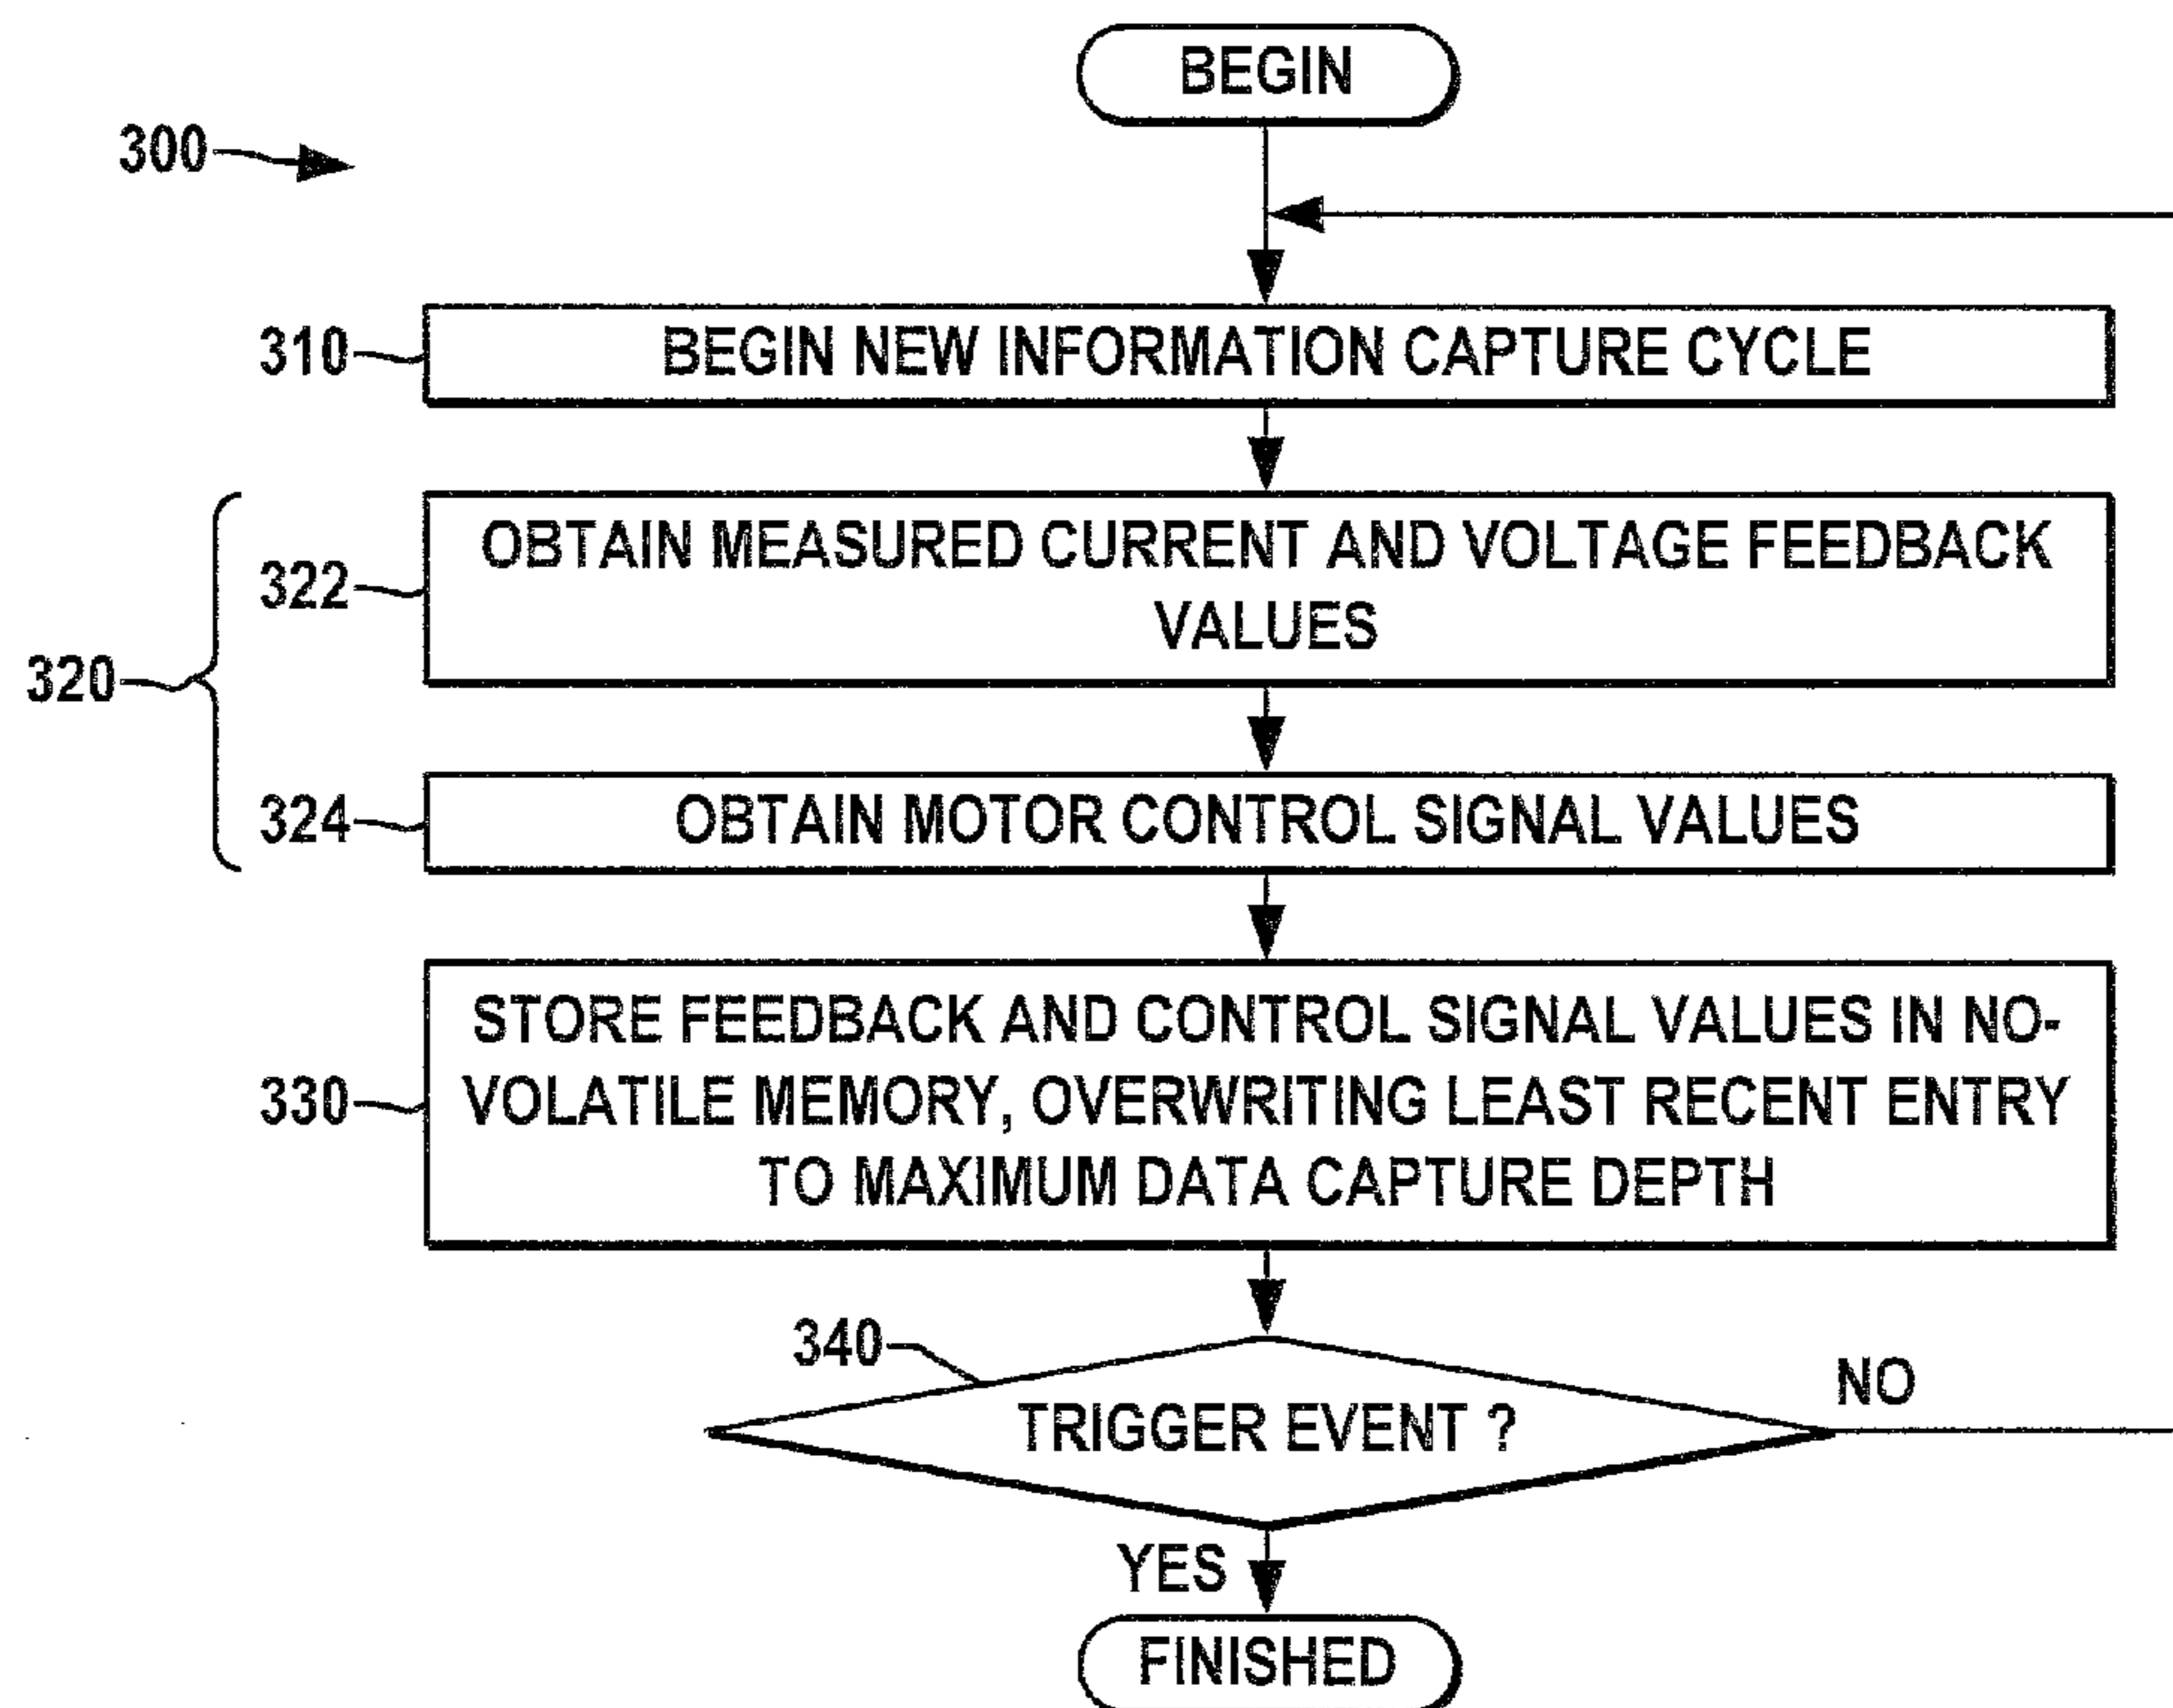 BEGIN
300
310
BEGIN NEW INFORMATION CAPTURE CYCLE
320
322
OBTAIN MEASURED CURRENT AND VOLTAGE FEEDBACK
VALUES
324
OBTAIN MOTOR CONTROL SIGNAL VALUES
330
STORE FEEDBACK AND CONTROL SIGNAL VALUES IN NO-
VOLATILE MEMORY, OVERWRITING LEAST RECENT ENTRY
TO MAXIMUM DATA CAPTURE DEPTH
340
TRIGGER EVENT ?
NO
YES
FINISHED